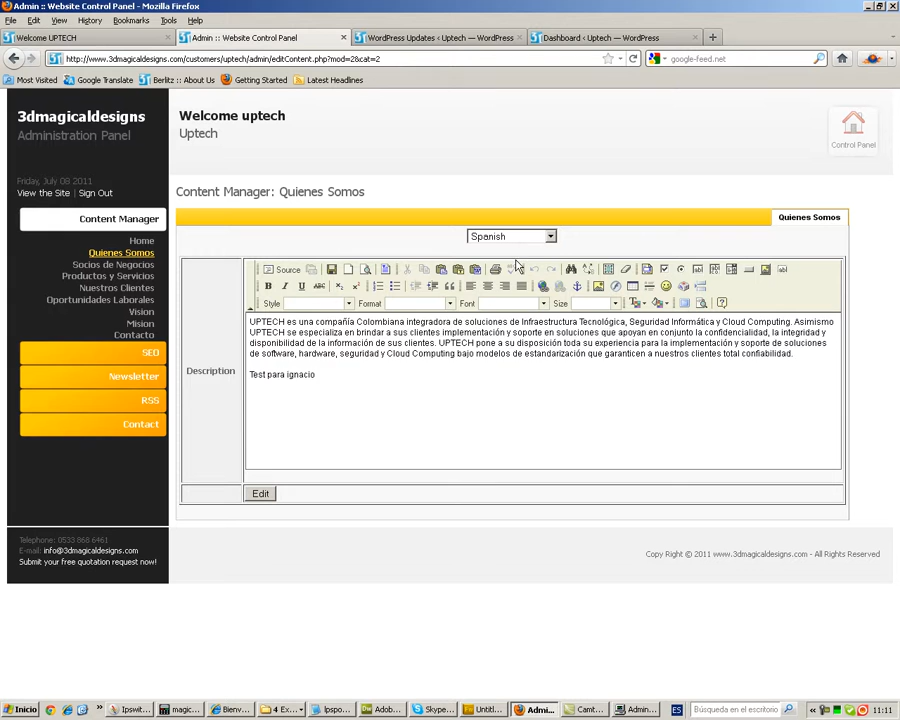 Admin :: Website Control Panel - Mozilla Firefox
File Edit View History Bookmarks Tools Help
Welcome UPTECH × Admin :: Website Control Panel × WordPress Updates ‹ Uptech — WordPress × Dashboard ‹ Uptech — WordPress × +
http://www.3dmagicaldesigns.com/customers/uptech/admin/editContent.php?mod=2&cat=2 google-feed.net
Most Visited Google Translate Berlitz :: About Us Getting Started Latest Headlines
3dmagicaldesigns
Administration Panel
Welcome uptech
Uptech
Control Panel
Friday, July 08 2011
View the Site | Sign Out
Content Manager: Quienes Somos
Content Manager
Quienes Somos
Spanish
Home
Quienes Somos
Socios de Negocios
Productos y Servicios
Nuestros Clientes
Oportunidades Laborales
Vision
Mision
Contacto
SEO
Newsletter
RSS
Contact
Source
B I U
Style Format Font Size
Description
UPTECH es una compañía Colombiana integradora de soluciones de Infraestructura Tecnológica, Seguridad Informática y Cloud Computing. Asimismo
UPTECH se especializa en brindar a sus clientes implementación y soporte en soluciones que apoyan en conjunto la confidencialidad, la integridad y
disponibilidad de la información de sus clientes. UPTECH pone a su disposición toda su experiencia para la implementación y soporte de soluciones
de software, hardware, seguridad y Cloud Computing bajo modelos de estandarización que garanticen a nuestros clientes total confiabilidad.
Test para ignacio
Edit
Telephone: 0533 868 6461
E-mail: info@3dmagicaldesigns.com
Submit your free quotation request now!
Copy Right © 2011 www.3dmagicaldesigns.com - All Rights Reserved
Inicio » Ipswit... magic... Bienv... 4 Ex... Ipspo... Adob... Skype... Untitl... Admi... Camt... Admin... ES Búsqueda en el escritorio « 11:11